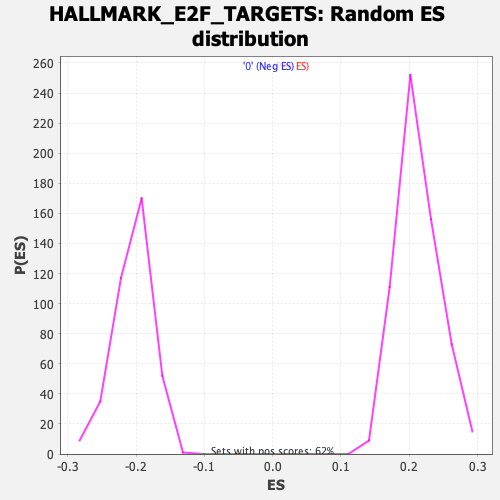 HALLMARK_E2F_TARGETS: Random ES
distribution
'0' (Neg ES) ES)
260
240
220
200
180
160
140
120
100
80
60
40
20
0
P(ES)
Sets with pos scores: 62%
-0.3 -0.2 -0.1 0.0 0.1 0.2 0.3
ES